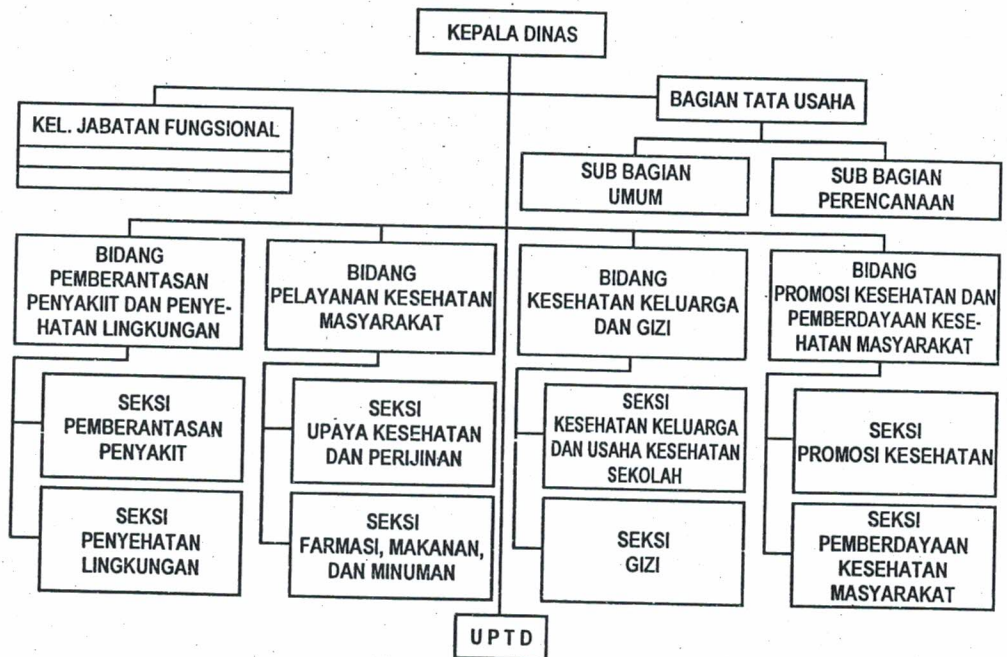 KEPALA DINAS
BAGIAN TATA USAHA
KEL. JABATAN FUNGSIONAL
SUB BAGIAN
UMUM
SUB BAGIAN
PERENCANAAN
BIDANG
PEMBERANTASAN
PENYAKIIT DAN PENYE-
HATAN LINGKUNGAN
BIDANG
PELAYANAN KESEHATAN
MASYARAKAT
BIDANG
KESEHATAN KELUARGA
DAN GIZI
BIDANG
PROMOSI KESEHATAN DAN
PEMBERDAYAAN KESE-
HATAN MASYARAKAT
SEKSI
PEMBERANTASAN
PENYAKIT
SEKSI
UPAYA KESEHATAN
DAN PERIJINAN
SEKSI
KESEHATAN KELUARGA
DAN USAHA KESEHATAN
SEKOLAH
SEKSI
PROMOSI KESEHATAN
SEKSI
PENYEHATAN
LINGKUNGAN
SEKSI
FARMASI, MAKANAN,
DAN MINUMAN
SEKSI
GIZI
SEKSI
PEMBERDAYAAN
KESEHATAN
MASYARAKAT
U P T D